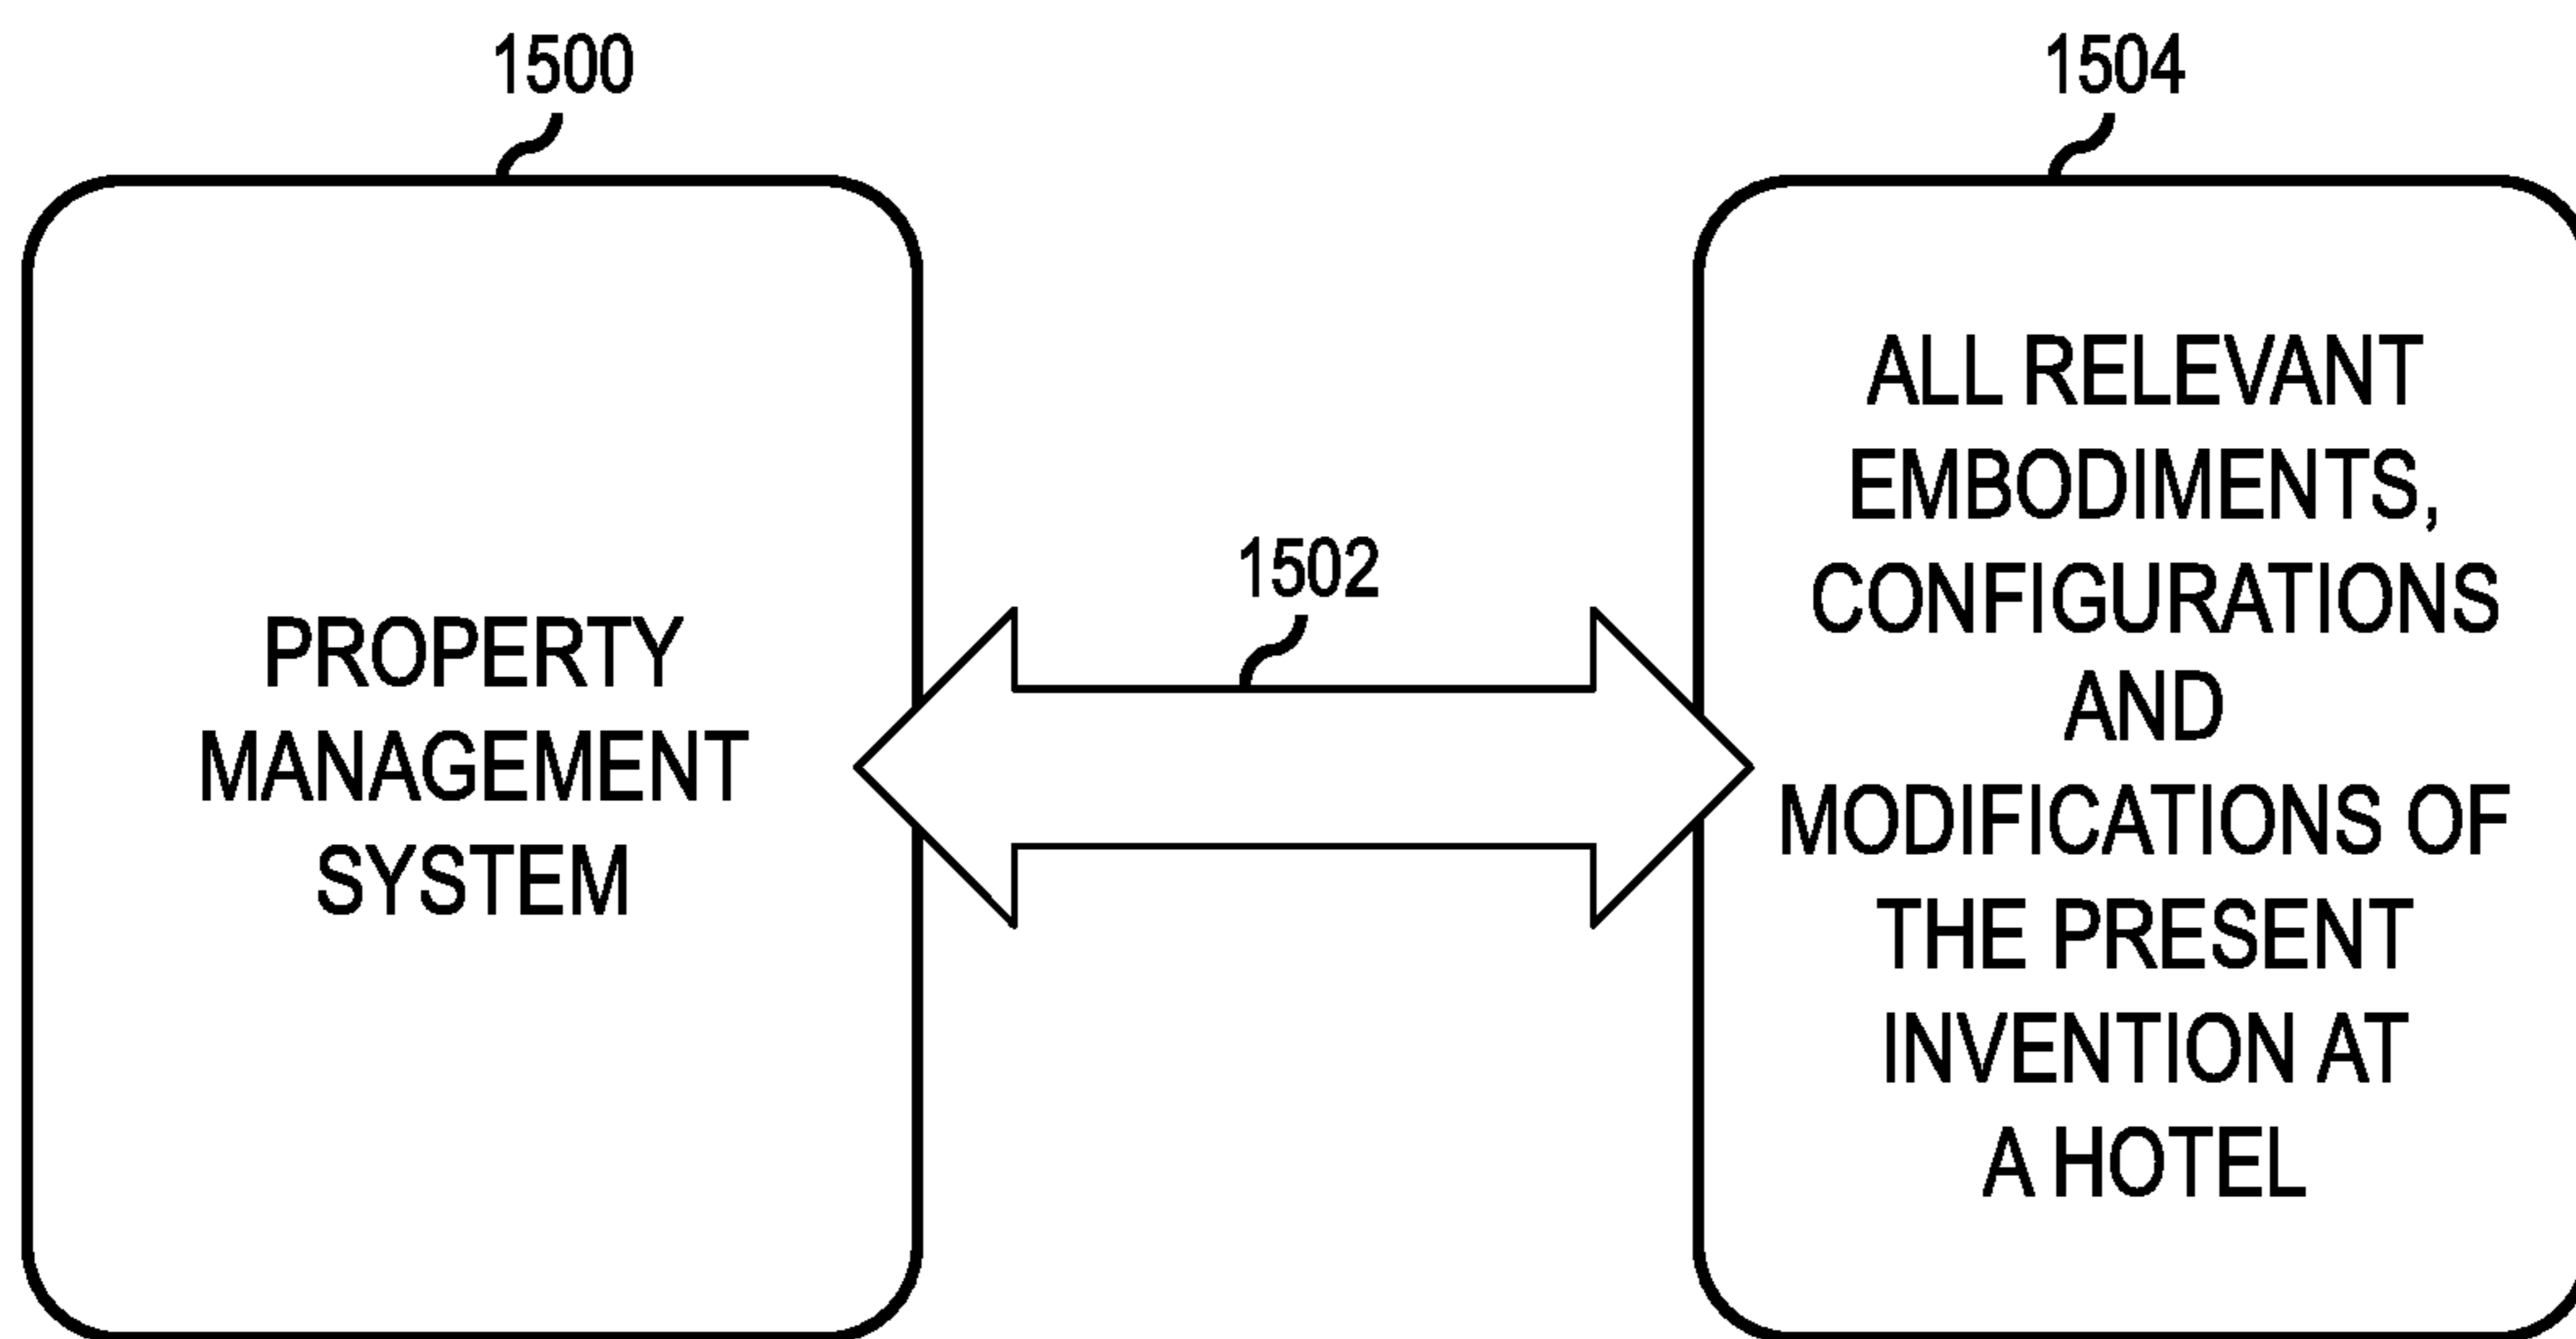 1500
1504
1502
PROPERTY
MANAGEMENT
SYSTEM
ALL RELEVANT
EMBODIMENTS,
CONFIGURATIONS
AND
MODIFICATIONS OF
THE PRESENT
INVENTION AT
A HOTEL